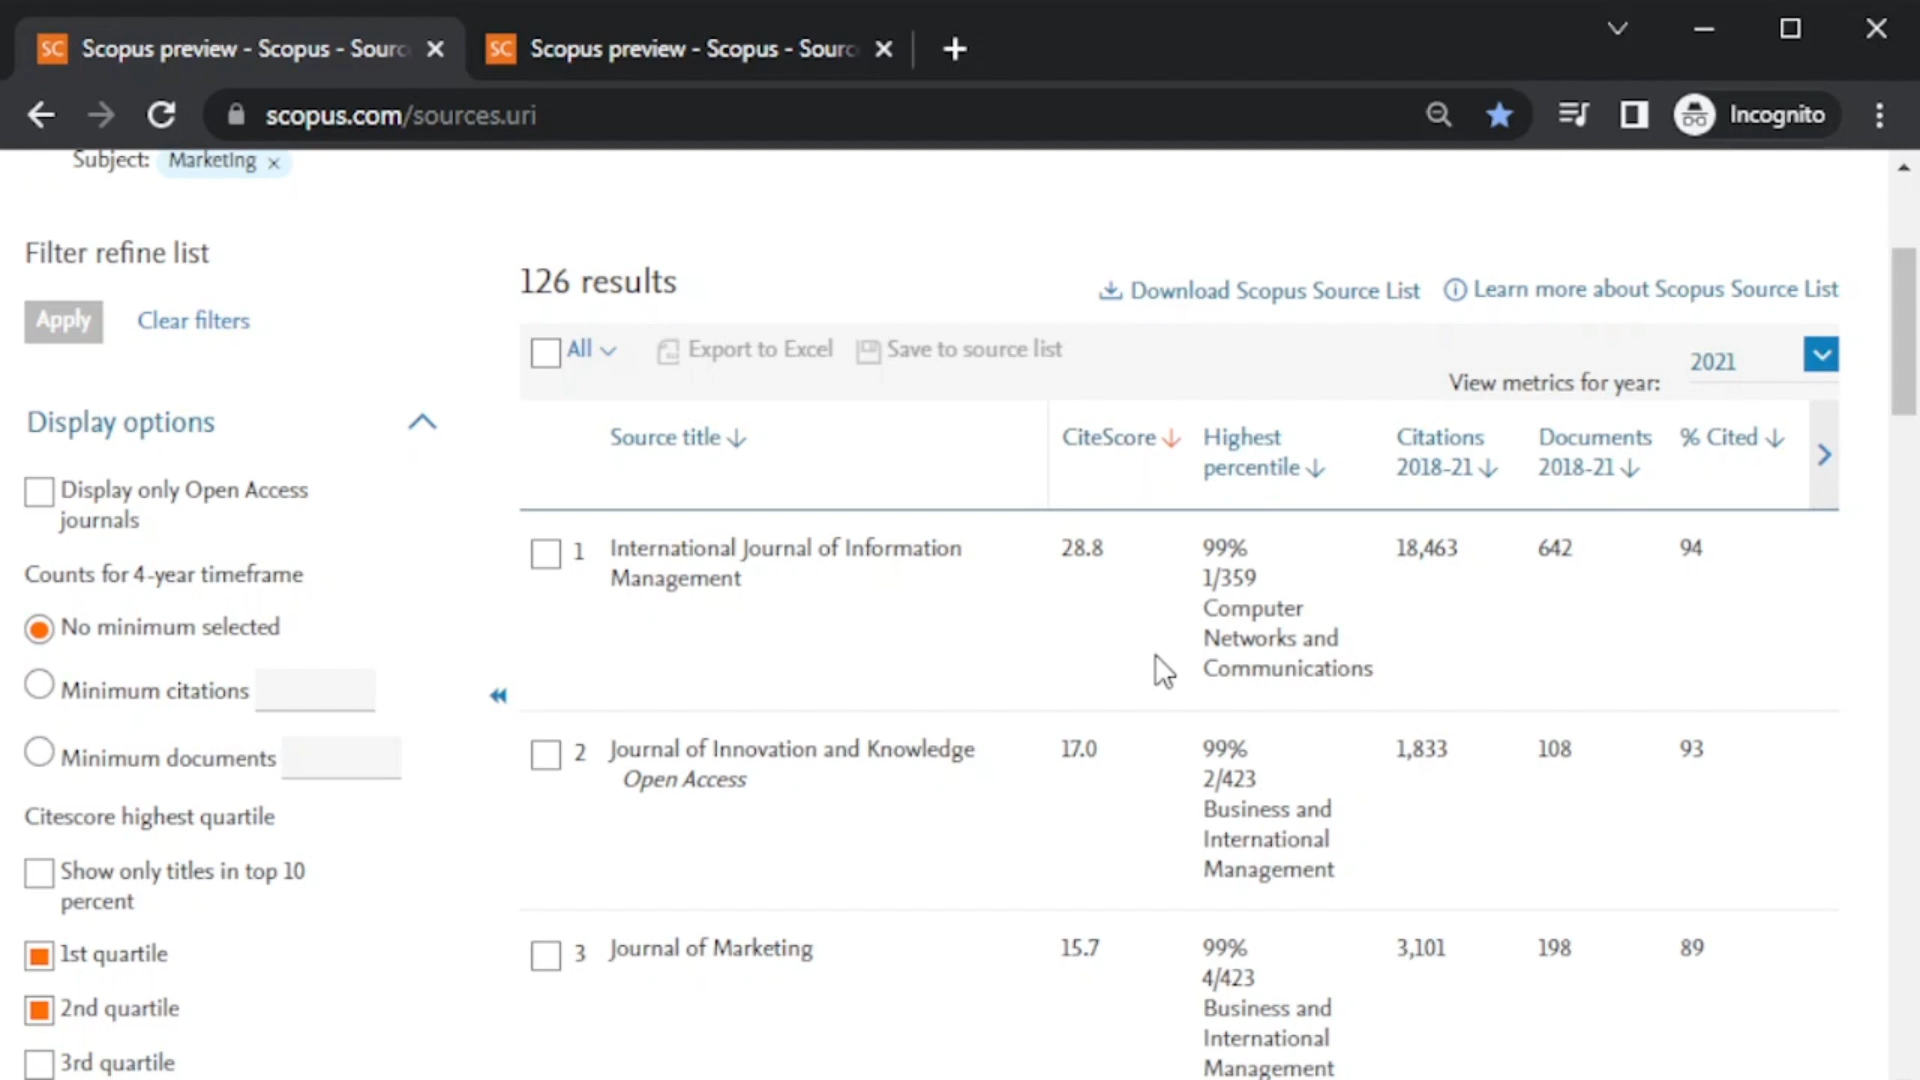 SC Scopus preview - Scopus - Sourc
SC Scopus preview - Scopus - Sourc
scopus.com/sources.uri
Incognito
Subject: Marketing
Filter refine list
Apply Clear filters
Display options
Display only Open Access
journals
Counts for 4-year timeframe
No minimum selected
Minimum citations
Minimum documents
Citescore highest quartile
Show only titles in top 10
percent
1st quartile
2nd quartile
3rd quartile
126 results
Download Scopus Source List Learn more about Scopus Source List
All Export to Excel Save to source list
View metrics for year: 2021
Source title CiteScore Highest Citations Documents % Cited
percentile 2018-21 2018-21
1 International Journal of Information 28.8 99% 18,463 642 94
Management 1/359
Computer
Networks and
Communications
2 Journal of Innovation and Knowledge 17.0 99% 1,833 108 93
Open Access 2/423
Business and
International
Management
3 Journal of Marketing 15.7 99% 3,101 198 89
4/423
Business and
International
Management